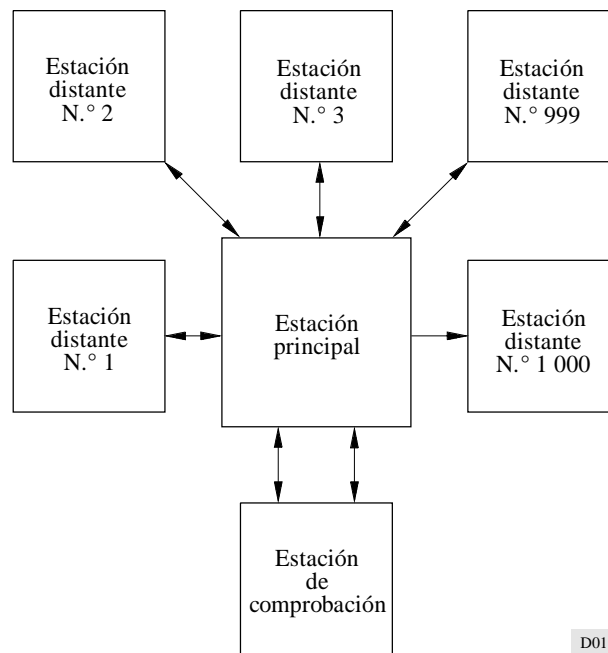 Estación
distante
N.° 2
Estación
distante
N.° 3
Estación
distante
N.° 999
Estación
distante
N.° 1
Estación
principal
Estación
distante
N.° 1 000
Estación
de
comprobación
D01